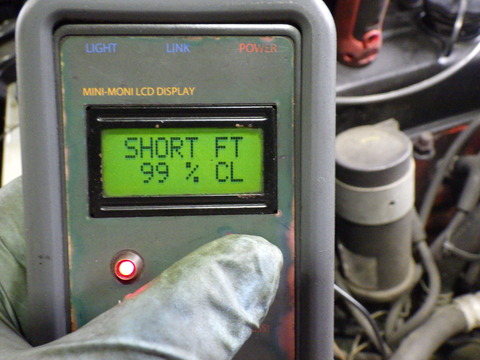 LIGHT LINK POWER
MINI-MONI LCD DISPLAY
SHORT FT
99 % CL